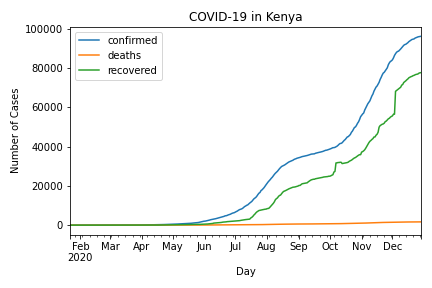 COVID-19 in Kenya
100000
80000
60000
40000
20000
0
Number of Cases
confirmed
deaths
recovered
Feb Mar Apr May Jun Jul Aug Sep Oct Nov Dec
2020
Day